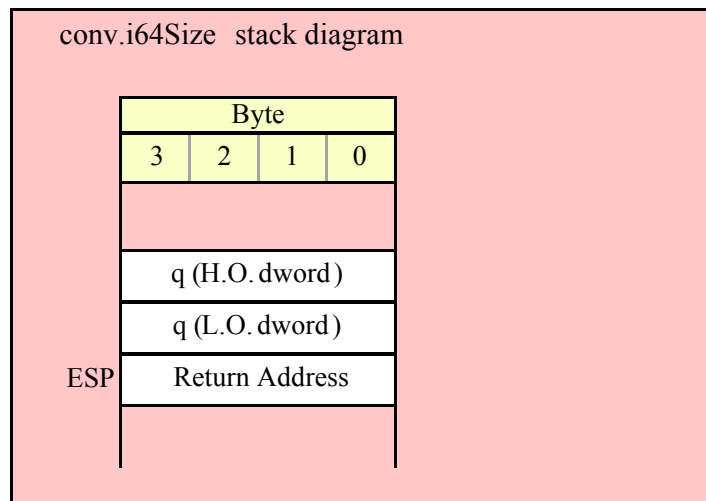 conv.i64Size stack diagram
Byte
3 2 1 0
q (H.O. dword)
q (L.O. dword)
ESP Return Address